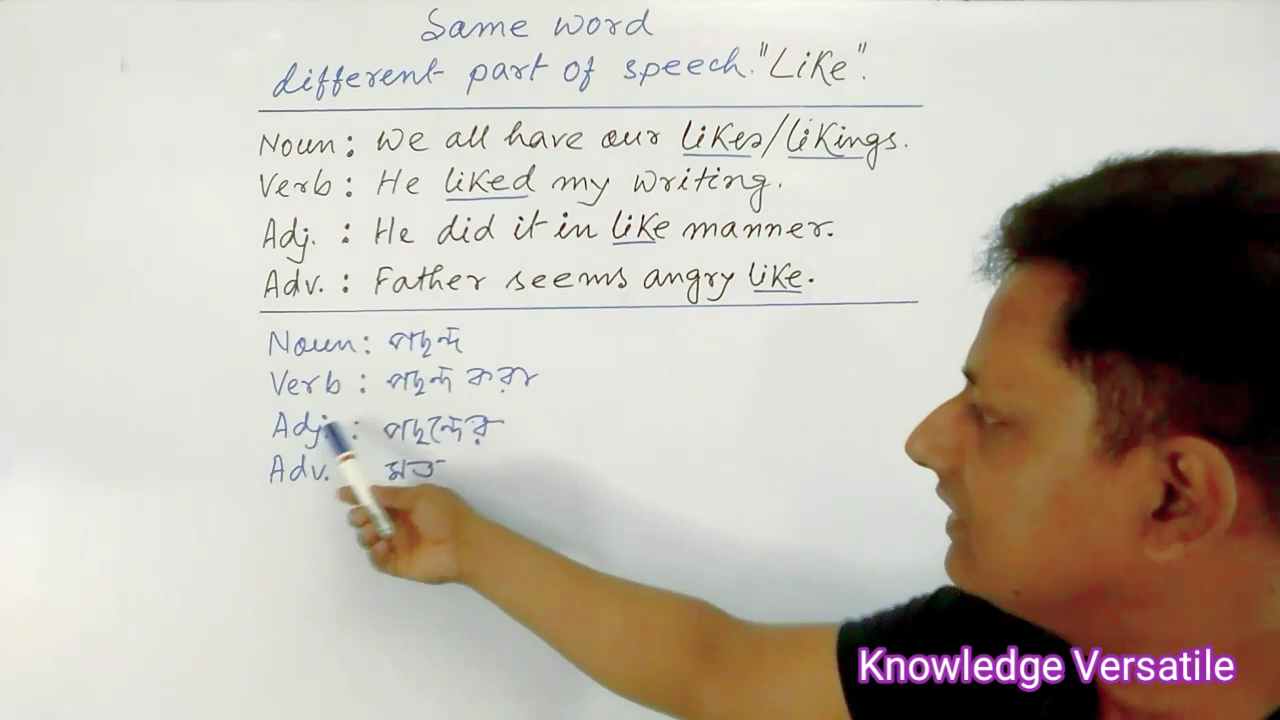 Same word
different part of speech. "Like".
Noun : We all have our likes/likings.
Verb : He liked my writing.
Adj. : He did it in like manner.
Adv. : Father seems angry like.
Noun : পছন্দ
Verb : পছন্দ করা
Adj. : পছন্দের
Adv. মত
Knowledge Versatile